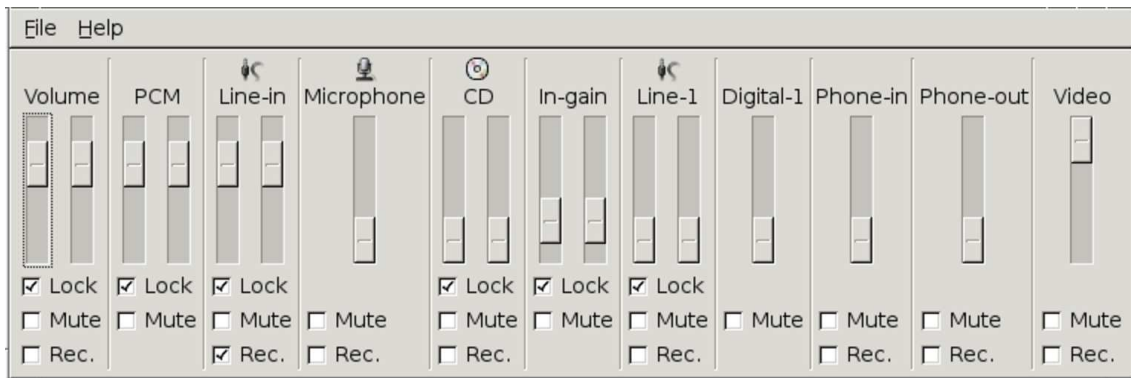 File Help
Volume PCM Line-in Microphone CD In-gain Line-1 Digital-1 Phone-in Phone-out Video
Lock Lock Lock Lock Lock Lock
Mute Mute Mute Mute Mute Mute Mute Mute Mute Mute Mute
Rec. Rec. Rec. Rec. Rec. Rec. Rec. Rec.